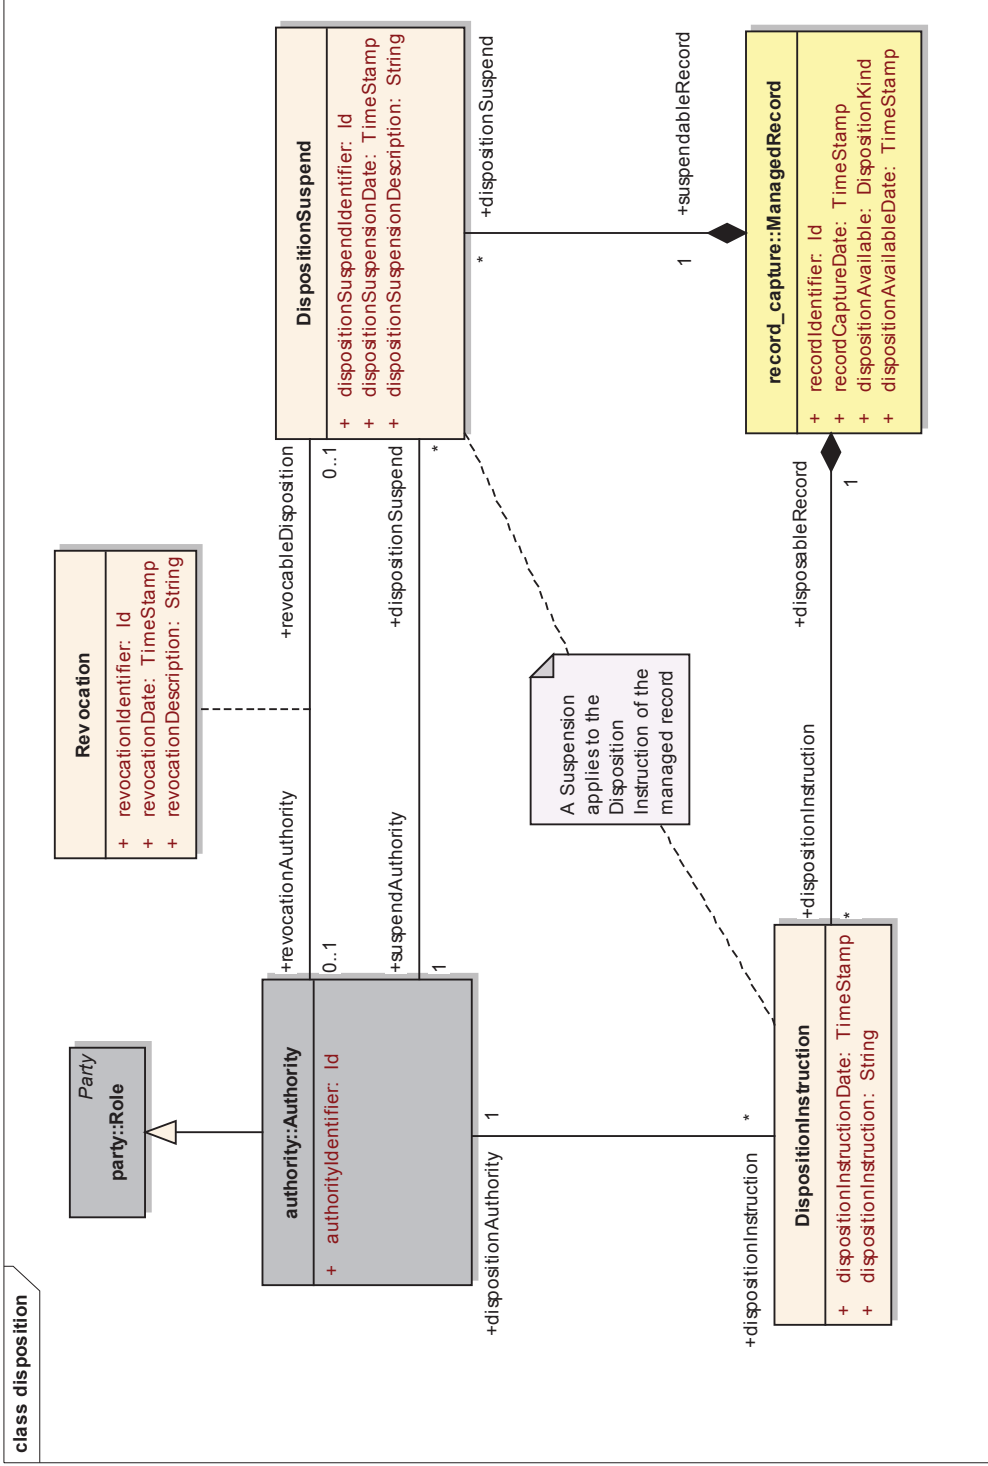 class disposition
Party
party::Role
Revocation
+ revocationIdentifier: Id
+ revocationDate: TimeStamp
+ revocationDescription: String
authority::Authority
+ authorityIdentifier: Id
+revocationAuthority
0..1
+revocableDisposition
0..1
+suspendAuthority
1
+dispositionSuspend
*
DispositionSuspend
+ dispositionSuspendIdentifier: Id
+ dispositionSuspensionDate: TimeStamp
+ dispositionSuspensionDescription: String
+dispositionAuthority
1
+dispositionInstruction
*
A Suspension
applies to the
Disposition
Instruction of the
managed record
+dispositionSuspend
*
+suspendableRecord
1
DispositionInstruction
+ dispositionInstructionDate: TimeStamp
+ dispositionInstruction: String
+dispositionInstruction
*
+disposableRecord
1
record_capture::ManagedRecord
+ recordIdentifier: Id
+ recordCaptureDate: TimeStamp
+ dispositionAvailable: DispositionKind
+ dispositionAvailableDate: TimeStamp